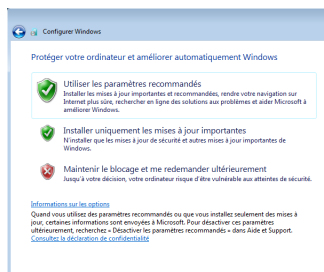 Configurer Windows
Protéger votre ordinateur et améliorer automatiquement Windows
Utiliser les paramètres recommandés
Installer les mises à jour importantes et recommandées, rendre votre navigation sur
Internet plus sûre, rechercher en ligne des solutions aux problèmes et aider Microsoft à
améliorer Windows.
Installer uniquement les mises à jour importantes
N'installer que les mises à jour de sécurité et autres mises à jour importantes de
Windows.
Maintenir le blocage et me redemander ultérieurement
Jusqu'à votre décision, votre ordinateur risque d'être vulnérable aux atteintes de sécurité.
Informations sur les options
Quand vous utilisez des paramètres recommandés ou que vous installez seulement des mises à
jour, certaines informations sont envoyées à Microsoft. Pour désactiver ces paramètres
ultérieurement, recherchez « Désactiver les paramètres recommandés » dans Aide et Support.
Consultez la déclaration de confidentialité